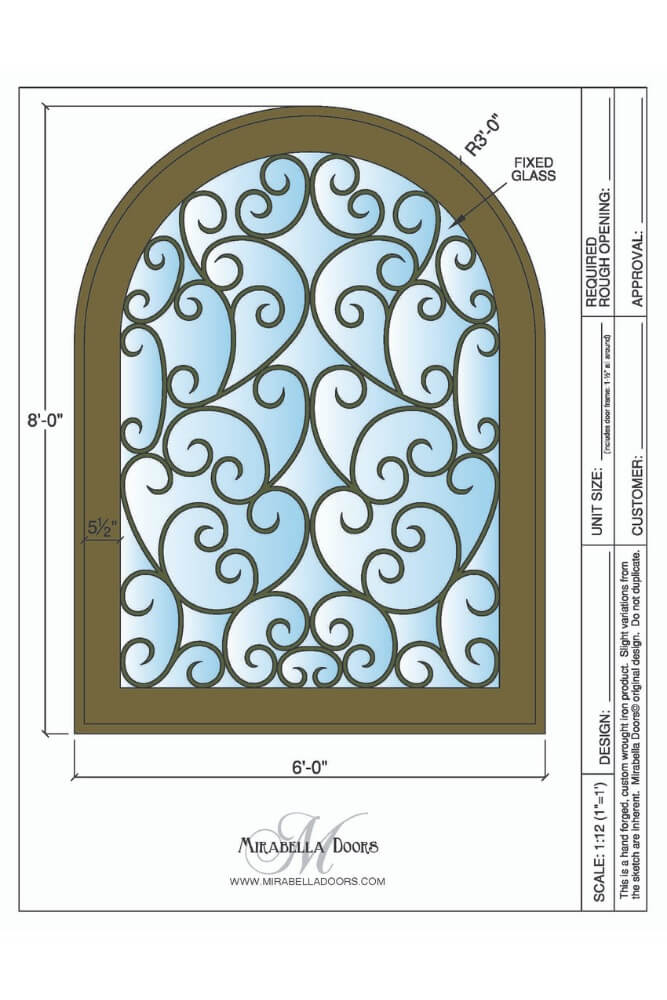 R3'-0"
FIXED
GLASS
8'-0"
5½"
6'-0"
M
MIRABELLA DOORS
WWW.MIRABELLADOORS.COM
REQUIRED
ROUGH OPENING:
APPROVAL:
UNIT SIZE:
(includes door frame: 1-½" all around)
CUSTOMER:
DESIGN:
SCALE: 1:12 (1"=1')
This is a hand forged, custom wrought iron product. Slight variations from
the sketch are inherent. Mirabella Doors© original design. Do not duplicate.